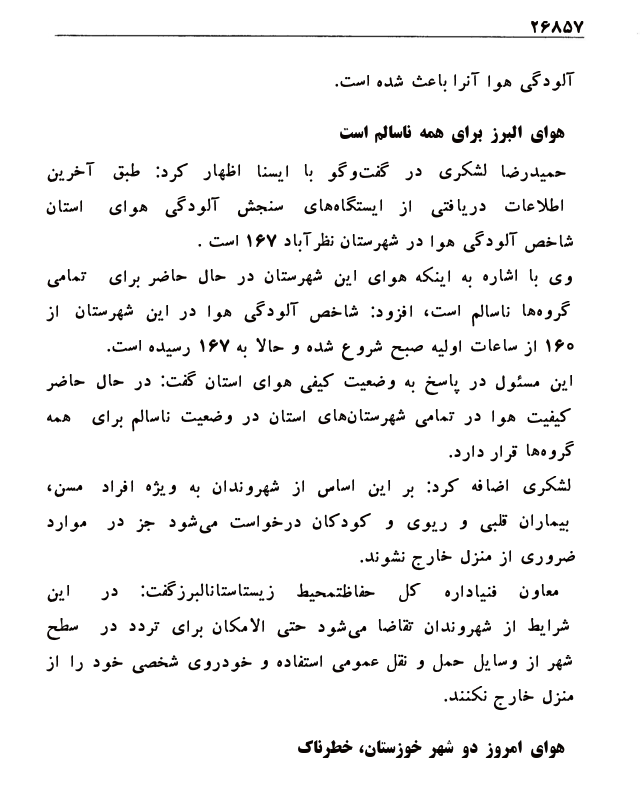 ۲۶۸۵۷
آلودگی هوا آنرا باعث شده است.
هوای البرز برای همه ناسالم است
حمیدرضا لشکری در گفت‌وگو با ایسنا اظهار کرد: طبق آخرین
اطلاعات دریافتی از ایستگاه‌های سنجش آلودگی هوای استان
شاخص آلودگی هوا در شهرستان نظرآباد ۱۶۷ است .
وی با اشاره به اینکه هوای این شهرستان در حال حاضر برای تمامی
گروه‌ها ناسالم است، افزود: شاخص آلودگی هوا در این شهرستان از
۱۶۰ از ساعات اولیه صبح شروع شده و حالا به ۱۶۷ رسیده است.
این مسئول در پاسخ به وضعیت کیفی هوای استان گفت: در حال حاضر
کیفیت هوا در تمامی شهرستان‌های استان در وضعیت ناسالم برای همه
گروه‌ها قرار دارد.
لشکری اضافه کرد: بر این اساس از شهروندان به ویژه افراد مسن،
بیماران قلبی و ریوی و کودکان درخواست می‌شود جز در موارد
ضروری از منزل خارج نشوند.
معاون فنیاداره کل حفاظتمحیط زیستاستانالبرزگفت: در این
شرایط از شهروندان تقاضا می‌شود حتی الامکان برای تردد در سطح
شهر از وسایل حمل و نقل عمومی استفاده و خودروی شخصی خود را از
منزل خارج نکنند.
هوای امروز دو شهر خوزستان، خطرناک